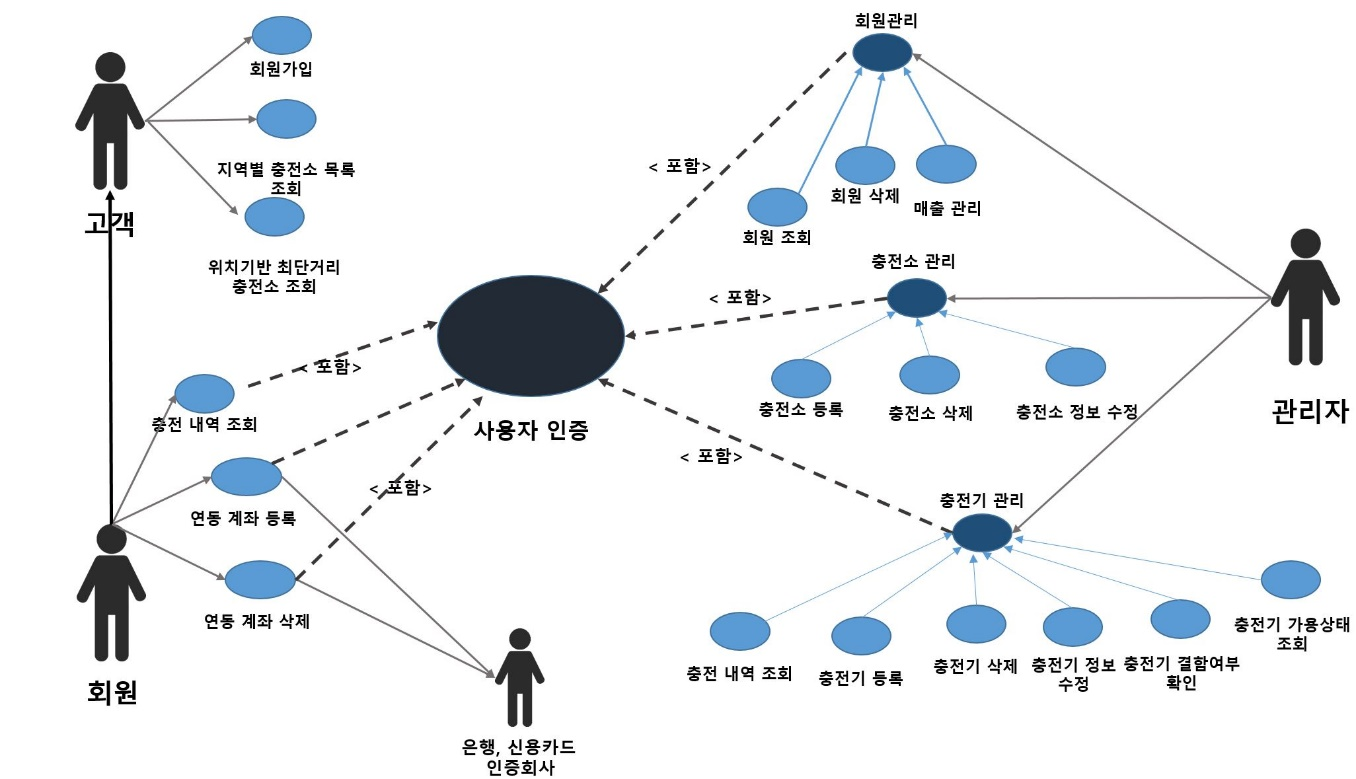 회원가입
지역별 충전소 목록
조회
고객
위치기반 최단거리
충전소 조회
회원관리
< 포함>
회원 조회
회원 삭제
매출 관리
충전소 관리
< 포함>
충전소 등록
충전소 삭제
충전소 정보 수정
관리자
< 포함>
충전 내역 조회
사용자 인증
연동 계좌 등록
< 포함>
< 포함>
연동 계좌 삭제
회원
은행, 신용카드
인증회사
충전기 관리
충전 내역 조회
충전기 등록
충전기 삭제
충전기 정보
수정
충전기 결함여부
확인
충전기 가용상태
조회